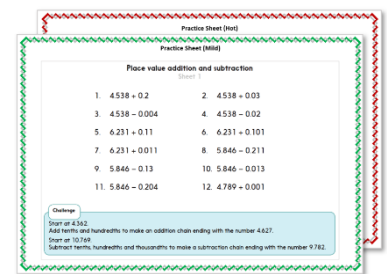 Practice Sheet (Hot)
Practice Sheet (Mild)
Place value addition and subtraction
Sheet 1
1. 4.538 + 0.2 2. 4.538 + 0.03
3. 4.538 – 0.004 4. 4.538 – 0.02
5. 6.231 + 0.11 6. 6.231 + 0.101
7. 6.231 + 0.011 8. 5.846 – 0.211
9. 5.846 – 0.13 10. 5.846 – 0.013
11. 5.846 – 0.204 12. 4.789 + 0.001
Challenge
Start at 4.362.
Add tenths and hundredths to make an addition chain ending with the number 4.627.
Start at 10.769.
Subtract tenths, hundredths and thousandths to make a subtraction chain ending with the number 9.782.